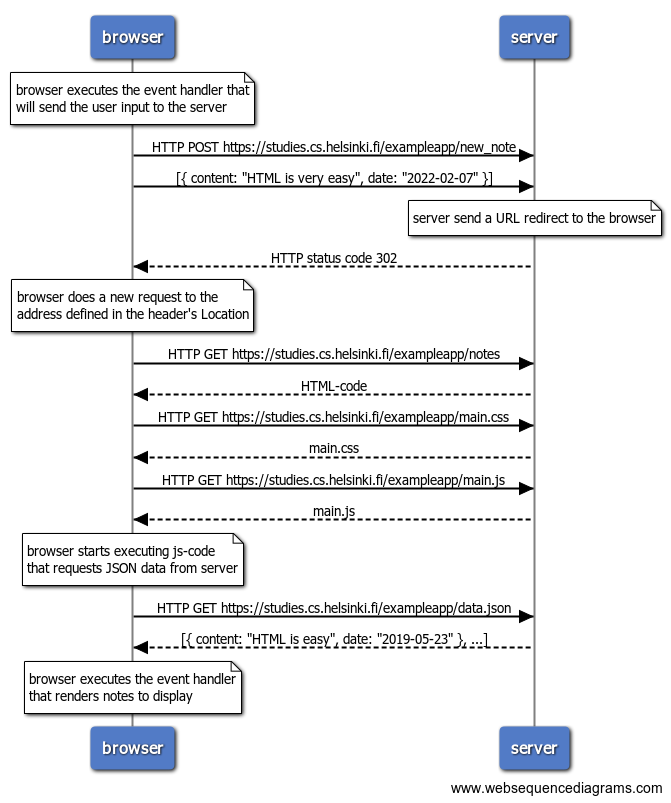 browser
server
browser executes the event handler that
will send the user input to the server
HTTP POST https://studies.cs.helsinki.fi/exampleapp/new_note
[{ content: "HTML is very easy", date: "2022-02-07" }]
server send a URL redirect to the browser
HTTP status code 302
browser does a new request to the
address defined in the header's Location
HTTP GET https://studies.cs.helsinki.fi/exampleapp/notes
HTML-code
HTTP GET https://studies.cs.helsinki.fi/exampleapp/main.css
main.css
HTTP GET https://studies.cs.helsinki.fi/exampleapp/main.js
main.js
browser starts executing js-code
that requests JSON data from server
HTTP GET https://studies.cs.helsinki.fi/exampleapp/data.json
[{ content: "HTML is easy", date: "2019-05-23" }, ...]
browser executes the event handler
that renders notes to display
browser
server
www.websequencediagrams.com